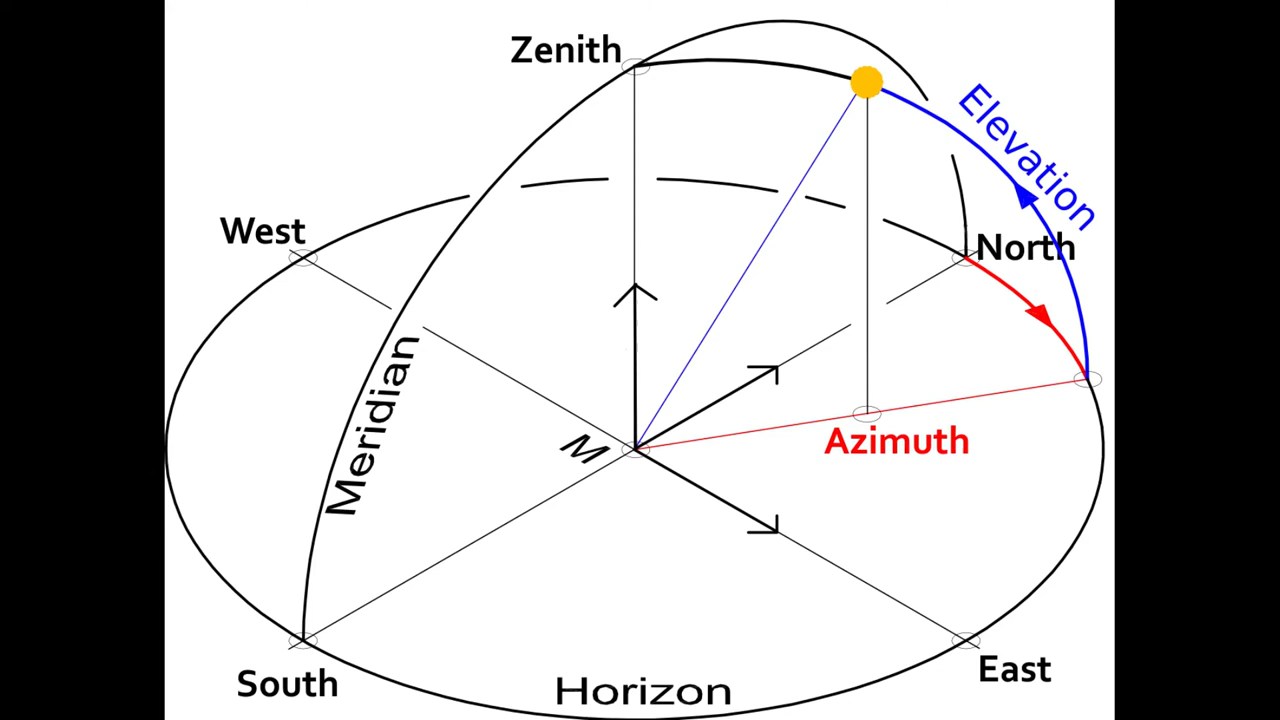 Zenith
Elevation
West
North
Meridian
M
Azimuth
South
East
Horizon